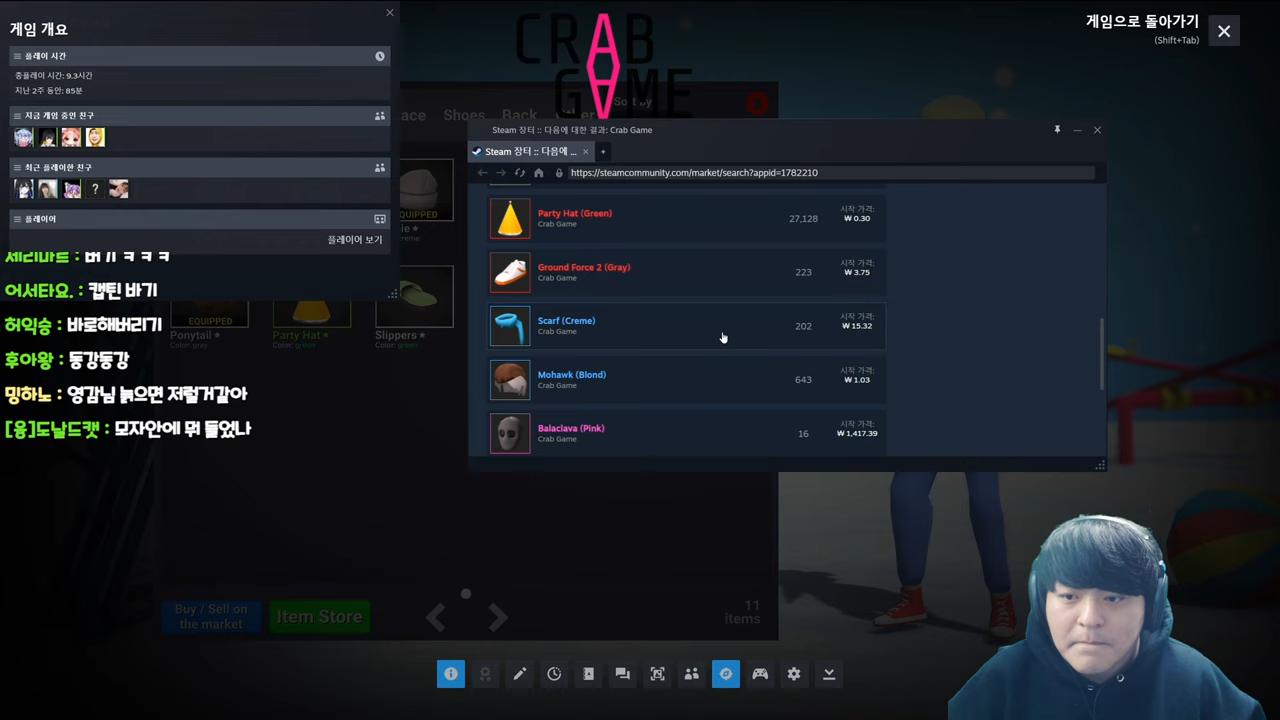 게임 개요
플레이 시간
총플레이 시간: 9.3시간
지난 2주 동안: 85분
지금 게임 중인 친구
최근 플레이한 친구
?
플레이어
플레이어 보기
CRAB
GAME
게임으로 돌아가기
(Shift+Tab)
Shoes
Back
Sort by
Steam 장터 :: 다음에 대한 결과: Crab Game
Steam 장터 :: 다음에 ...
https://steamcommunity.com/market/search?appid=1782210
Party Hat (Green)
Crab Game
27,128
시작 가격:
₩ 0.30
Ground Force 2 (Gray)
Crab Game
223
시작 가격:
₩ 3.75
Scarf (Creme)
Crab Game
202
시작 가격:
₩ 15.32
Mohawk (Blond)
Crab Game
643
시작 가격:
₩ 1.03
Balaclava (Pink)
Crab Game
16
시작 가격:
₩ 1,417.39
EQUIPPED
EQUIPPED
Ponytail ★
Color: gray
Party Hat ★
Color: green
Slippers ★
Color: green
어서타요. : 캡틴 바기
허익승 : 바로해버리기
후아왕 : 둥강둥강
밍하노 : 영감님 늙으면 저럴거같아
[융]도날드캣 : 모자안에 뭐 들었나
Buy / Sell on
the market
Item Store
11
items